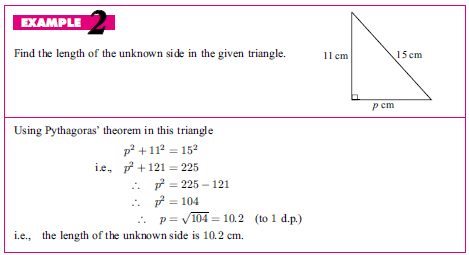 EXAMPLE 2
Find the length of the unknown side in the given triangle.
11 cm
15 cm
p cm
Using Pythagoras' theorem in this triangle
p² + 11² = 15²
i.e., p² + 121 = 225
∴ p² = 225 − 121
∴ p² = 104
∴ p = √104 = 10.2 (to 1 d.p.)
i.e., the length of the unknown side is 10.2 cm.